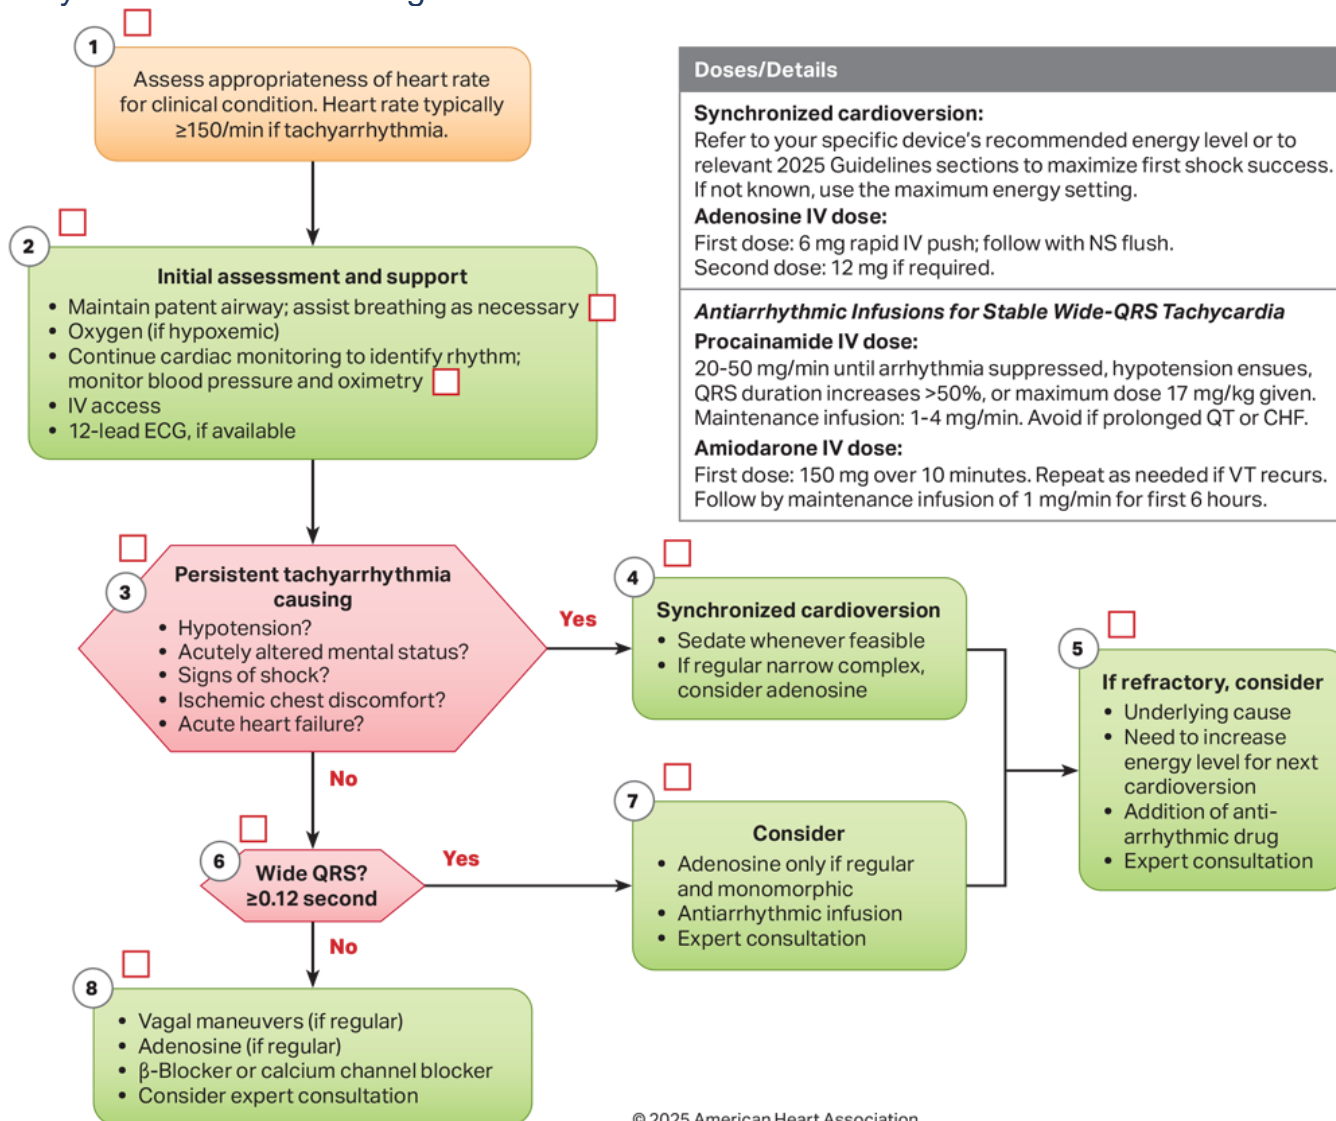 1
Assess appropriateness of heart rate
for clinical condition. Heart rate typically
≥150/min if tachyarrhythmia.
2
Initial assessment and support
• Maintain patent airway; assist breathing as necessary
• Oxygen (if hypoxemic)
• Continue cardiac monitoring to identify rhythm;
monitor blood pressure and oximetry
• IV access
• 12-lead ECG, if available
3
Persistent tachyarrhythmia
causing
• Hypotension?
• Acutely altered mental status?
• Signs of shock?
• Ischemic chest discomfort?
• Acute heart failure?
Yes
4
Synchronized cardioversion
• Sedate whenever feasible
• If regular narrow complex,
consider adenosine
5
If refractory, consider
• Underlying cause
• Need to increase
energy level for next
cardioversion
• Addition of anti-
arrhythmic drug
• Expert consultation
No
6
Wide QRS?
≥0.12 second
Yes
7
Consider
• Adenosine only if regular
and monomorphic
• Antiarrhythmic infusion
• Expert consultation
No
8
• Vagal maneuvers (if regular)
• Adenosine (if regular)
• β-Blocker or calcium channel blocker
• Consider expert consultation
Doses/Details
Synchronized cardioversion:
Refer to your specific device's recommended energy level or to
relevant 2025 Guidelines sections to maximize first shock success.
If not known, use the maximum energy setting.
Adenosine IV dose:
First dose: 6 mg rapid IV push; follow with NS flush.
Second dose: 12 mg if required.
Antiarrhythmic Infusions for Stable Wide-QRS Tachycardia
Procainamide IV dose:
20-50 mg/min until arrhythmia suppressed, hypotension ensues,
QRS duration increases >50%, or maximum dose 17 mg/kg given.
Maintenance infusion: 1-4 mg/min. Avoid if prolonged QT or CHF.
Amiodarone IV dose:
First dose: 150 mg over 10 minutes. Repeat as needed if VT recurs.
Follow by maintenance infusion of 1 mg/min for first 6 hours.
© 2025 American Heart Association